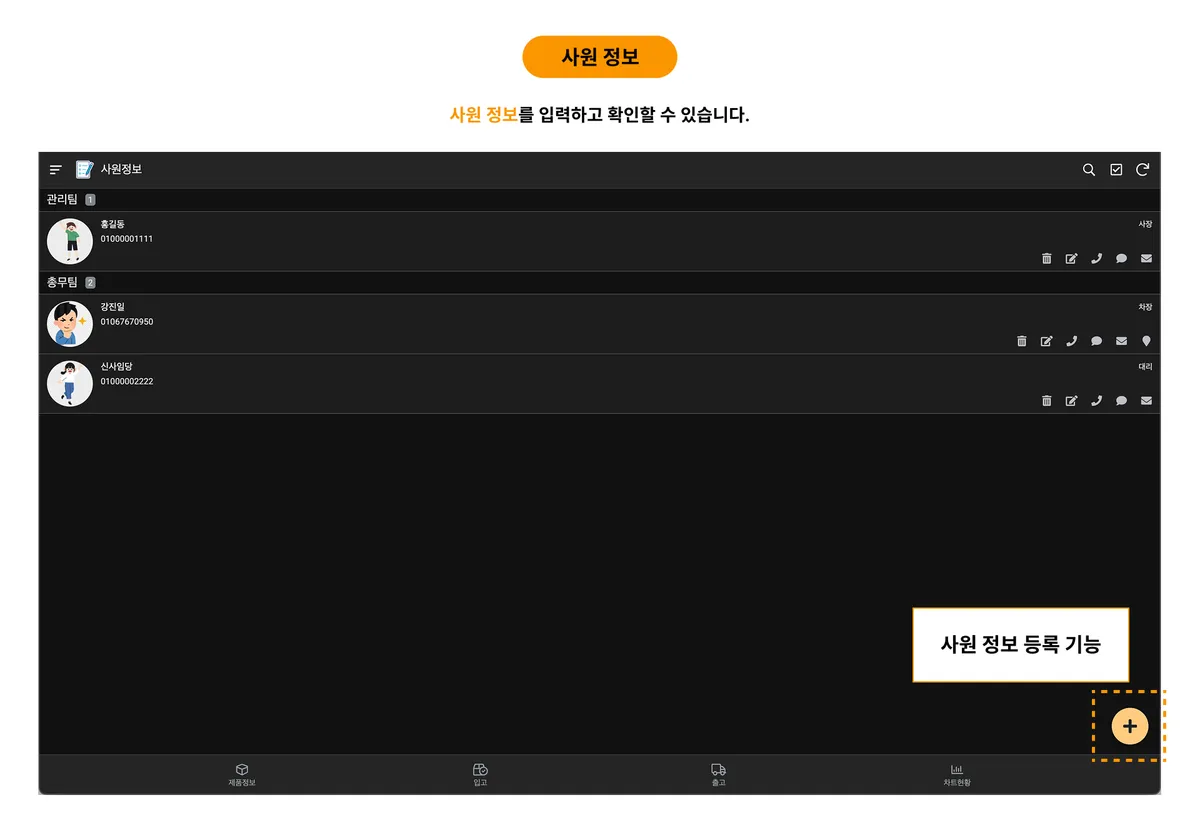 사원 정보
사원 정보를 입력하고 확인할 수 있습니다.
사원정보
관리팀 1
홍길동 사장
01000001111
총무팀 2
강진일 차장
01067670950
신사임당 대리
01000002222
사원 정보 등록 기능
제품정보 입고 출고 차트현황